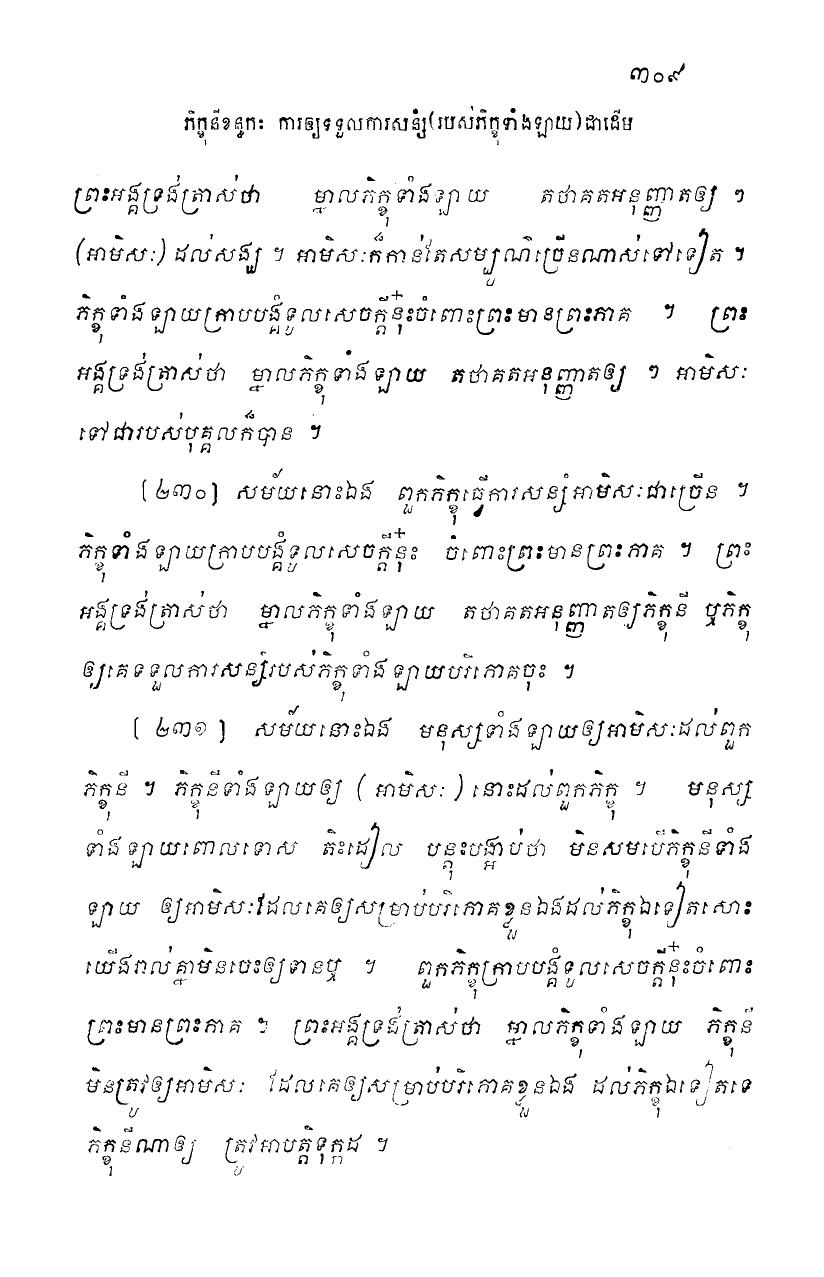 ៣០៩
ភិក្ខុនីខន្ធកៈ ការឲ្យទទួលការសន្សំ(របស់ភិក្ខុទាំងឡាយ)ជាដើម
ព្រះអង្គទ្រង់ត្រាស់ថា ម្នាលភិក្ខុទាំងឡាយ តថាគតអនុញ្ញាតឲ្យ ៗ
(អាមិសៈ) ដល់សង្ឃ ។ អាមិសៈក៏កាន់តែសម្បូណ៌ច្រើនណាស់ទៅទៀត ។
ភិក្ខុទាំងឡាយក្រាបបង្គំទូលសេចក្តីនុ៎ះចំពោះព្រះមានព្រះភាគ ។ ព្រះ
អង្គទ្រង់ត្រាស់ថា ម្នាលភិក្ខុទាំងឡាយ តថាគតអនុញ្ញាតឲ្យ ៗ អាមិសៈ
ទៅជារបស់បុគ្គលក៏បាន ។
[២៣០] សម័យនោះឯង ពួកភិក្ខុធ្វើការសន្សំអាមិសៈជាច្រើន ។
ភិក្ខុទាំងឡាយក្រាបបង្គំទូលសេចក្តីនុ៎ះ ចំពោះព្រះមានព្រះភាគ ។ ព្រះ
អង្គទ្រង់ត្រាស់ថា ម្នាលភិក្ខុទាំងឡាយ តថាគតអនុញ្ញាតឲ្យភិក្ខុនី ឬភិក្ខុ
ឲ្យគេទទួលការសន្សំរបស់ភិក្ខុទាំងឡាយបរិភោគចុះ ។
[២៣១] សម័យនោះឯង មនុស្សទាំងឡាយឲ្យអាមិសៈដល់ពួក
ភិក្ខុនី ។ ភិក្ខុនីទាំងឡាយឲ្យ (អាមិសៈ) នោះដល់ពួកភិក្ខុ ។ មនុស្ស
ទាំងឡាយពោលទោស តិះដៀល បន្តុះបង្អាប់ថា មិនសមបើភិក្ខុនីទាំង
ឡាយ ឲ្យអាមិសៈដែលគេឲ្យសម្រាប់បរិភោគខ្លួនឯងដល់ភិក្ខុឯទៀតសោះ
យើងរាល់គ្នាមិនចេះឲ្យទានឬ ។ ពួកភិក្ខុក្រាបបង្គំទូលសេចក្តីនុ៎ះចំពោះ
ព្រះមានព្រះភាគ ។ ព្រះអង្គទ្រង់ត្រាស់ថា ម្នាលភិក្ខុទាំងឡាយ ភិក្ខុនី
មិនត្រូវឲ្យអាមិសៈ ដែលគេឲ្យសម្រាប់បរិភោគខ្លួនឯង ដល់ភិក្ខុឯទៀតទេ
ភិក្ខុនីណាឲ្យ ត្រូវអាបត្តិទុក្កដ ។